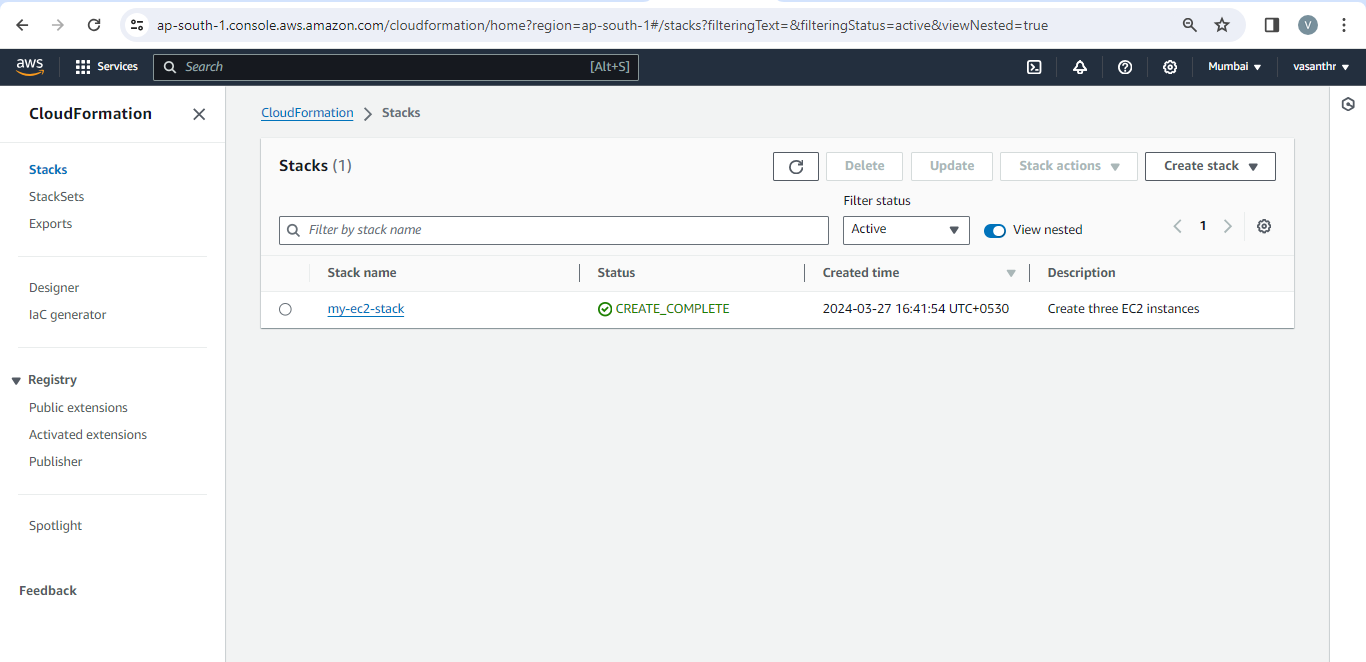 ap-south-1.console.aws.amazon.com/cloudformation/home?region=ap-south-1#/stacks?filteringText=&filteringStatus=active&viewNested=true
V
aws
Services
Search
[Alt+S]
Mumbai
vasanthr
CloudFormation
Stacks
StackSets
Exports
Designer
IaC generator
Registry
Public extensions
Activated extensions
Publisher
Spotlight
Feedback
CloudFormation
Stacks
Stacks (1)
Delete
Update
Stack actions
Create stack
Filter status
Filter by stack name
Active
View nested
1
Stack name Status Created time Description
my-ec2-stack CREATE_COMPLETE 2024-03-27 16:41:54 UTC+0530 Create three EC2 instances